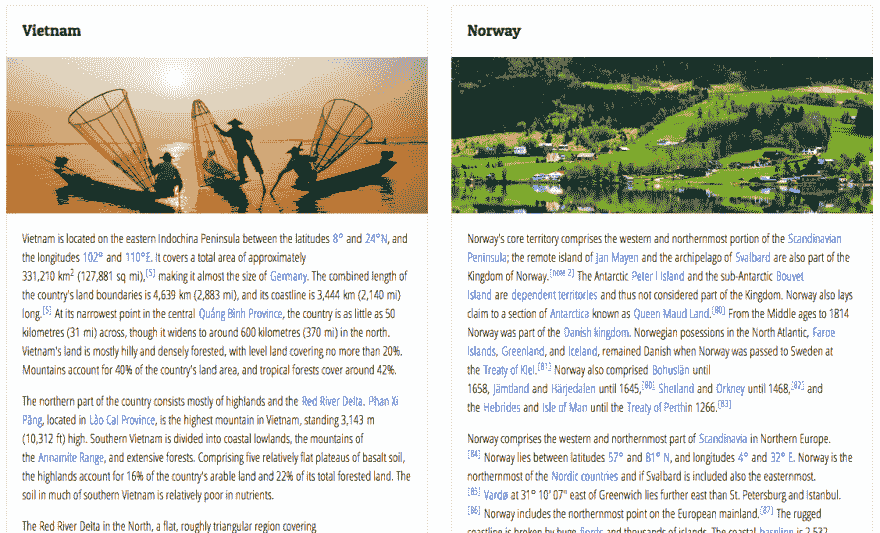 Vietnam
Vietnam is located on the eastern Indochina Peninsula between the latitudes 8° and 24°N, and
the longitudes 102° and 110°E. It covers a total area of approximately
331,210 km² (127,881 sq mi),[5] making it almost the size of Germany. The combined length of
the country's land boundaries is 4,639 km (2,883 mi), and its coastline is 3,444 km (2,140 mi)
long.[5] At its narrowest point in the central Quảng Bình Province, the country is as little as 50
kilometres (31 mi) across, though it widens to around 600 kilometres (370 mi) in the north.
Vietnam's land is mostly hilly and densely forested, with level land covering no more than 20%.
Mountains account for 40% of the country's land area, and tropical forests cover around 42%.
The northern part of the country consists mostly of highlands and the Red River Delta. Phan Xi
Păng, located in Lào Cai Province, is the highest mountain in Vietnam, standing 3,143 m
(10,312 ft) high. Southern Vietnam is divided into coastal lowlands, the mountains of
the Annamite Range, and extensive forests. Comprising five relatively flat plateaus of basalt soil,
the highlands account for 16% of the country's arable land and 22% of its total forested land. The
soil in much of southern Vietnam is relatively poor in nutrients.
The Red River Delta in the North, a flat, roughly triangular region covering
Norway
Norway's core territory comprises the western and northernmost portion of the Scandinavian
Peninsula; the remote island of Jan Mayen and the archipelago of Svalbard are also part of the
Kingdom of Norway.[note 2] The Antarctic Peter I Island and the sub-Antarctic Bouvet
Island are dependent territories and thus not considered part of the Kingdom. Norway also lays
claim to a section of Antarctica known as Queen Maud Land.[80] From the Middle ages to 1814
Norway was part of the Danish kingdom. Norwegian posessions in the North Atlantic, Faroe
Islands, Greenland, and Iceland, remained Danish when Norway was passed to Sweden at
the Treaty of Kiel.[81] Norway also comprised Bohuslän until
1658, Jämtland and Härjedalen until 1645,[80] Shetland and Orkney until 1468,[82] and
the Hebrides and Isle of Man until the Treaty of Perthin 1266.[83]
Norway comprises the western and northernmost part of Scandinavia in Northern Europe.
[84] Norway lies between latitudes 57° and 81° N, and longitudes 4° and 32° E. Norway is the
northernmost of the Nordic countries and if Svalbard is included also the easternmost.
[85] Vardø at 31° 10' 07" east of Greenwich lies further east than St. Petersburg and Istanbul.
[86] Norway includes the northernmost point on the European mainland.[87] The rugged
coastline is broken by huge fjords and thousands of islands. The coastal baseline is 2,532